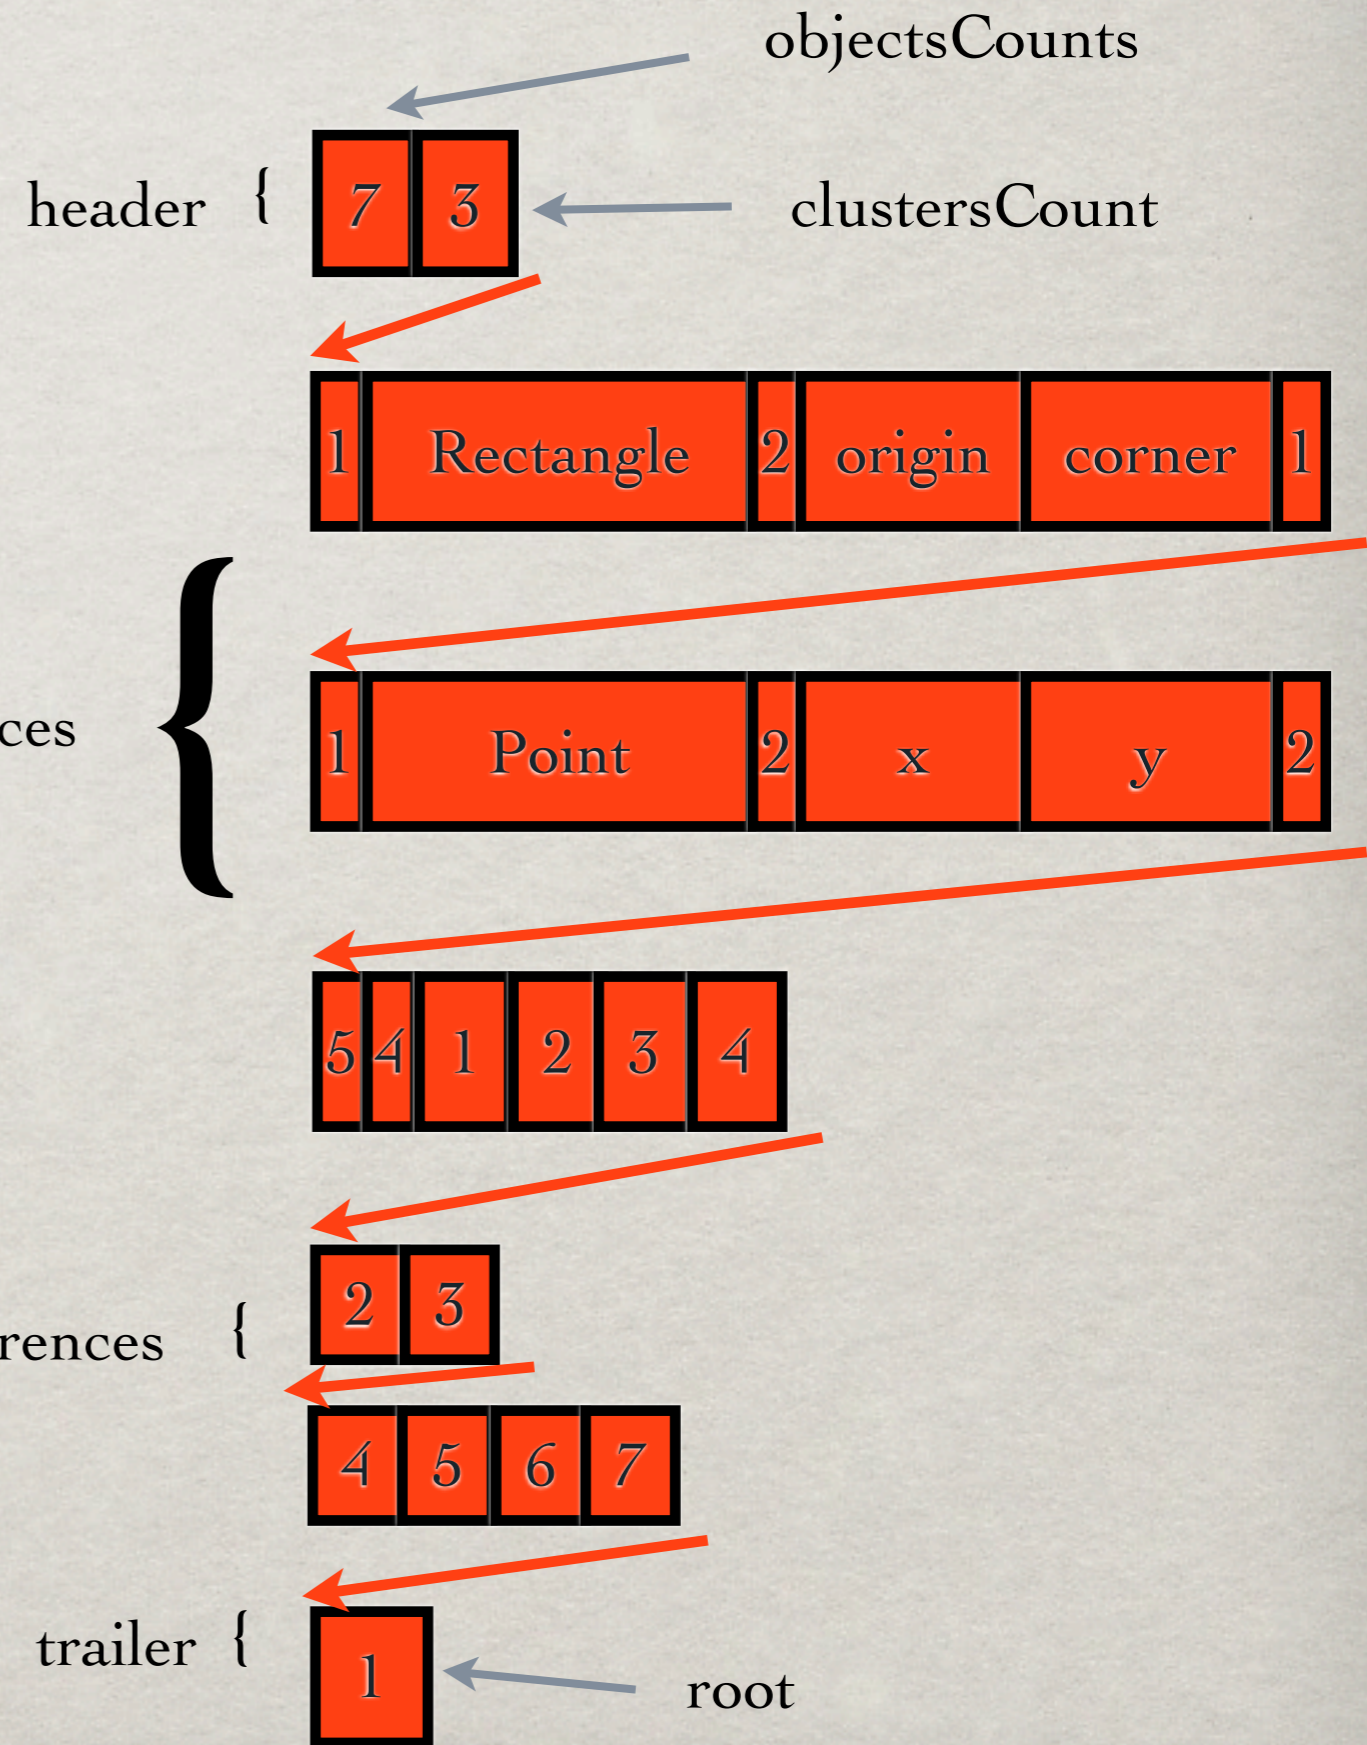 objectsCounts
header { 7 3 clustersCount
1 Rectangle 2 origin corner 1
ces { 1 Point 2 x y 2
5 4 1 2 3 4
2 3
rences {
4 5 6 7
trailer { 1 root